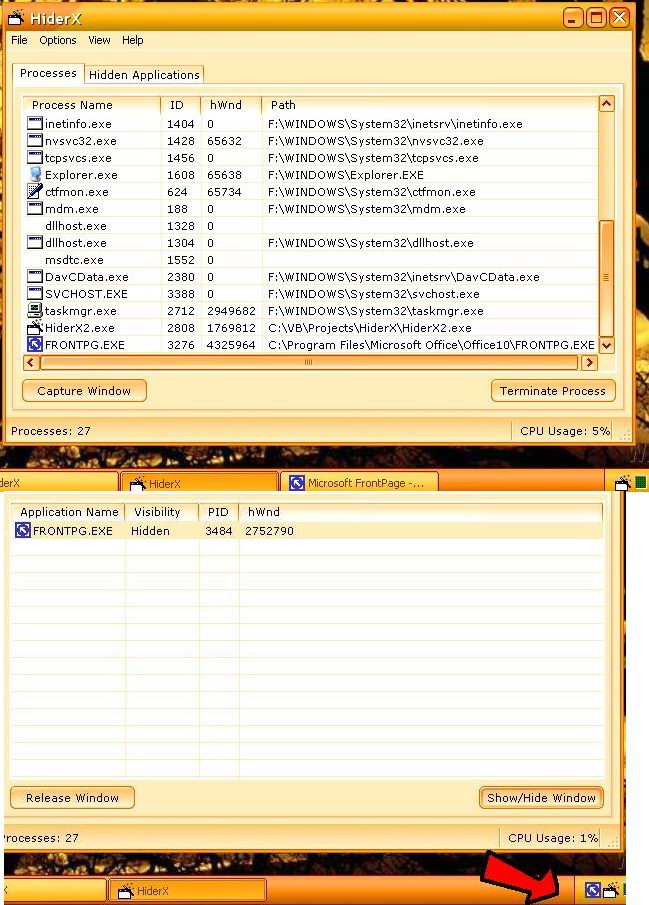 HiderX
File Options View Help
Processes Hidden Applications
Process Name ID hWnd Path
inetinfo.exe 1404 0 F:\WINDOWS\System32\inetsrv\inetinfo.exe
nvsvc32.exe 1428 65632 F:\WINDOWS\System32\nvsvc32.exe
tcpsvcs.exe 1456 0 F:\WINDOWS\System32\tcpsvcs.exe
Explorer.exe 1608 65638 F:\WINDOWS\Explorer.EXE
ctfmon.exe 624 65734 F:\WINDOWS\System32\ctfmon.exe
mdm.exe 188 0 F:\WINDOWS\System32\mdm.exe
dllhost.exe 1328 0
dllhost.exe 1304 0 F:\WINDOWS\System32\dllhost.exe
msdtc.exe 1552 0
DavCData.exe 2380 0 F:\WINDOWS\System32\inetsrv\DavCData.exe
SVCHOST.EXE 3388 0 F:\WINDOWS\System32\svchost.exe
taskmgr.exe 2712 2949682 F:\WINDOWS\System32\taskmgr.exe
HiderX2.exe 2808 1769812 C:\VB\Projects\HiderX\HiderX2.exe
FRONTPG.EXE 3276 4325964 C:\Program Files\Microsoft Office\Office10\FRONTPG.EXE
Capture Window Terminate Process
Processes: 27 CPU Usage: 5%
derX HiderX Microsoft FrontPage -...
Application Name Visibility PID hWnd
FRONTPG.EXE Hidden 3484 2752790
Release Window Show/Hide Window
rocesses: 27 CPU Usage: 1%
X HiderX